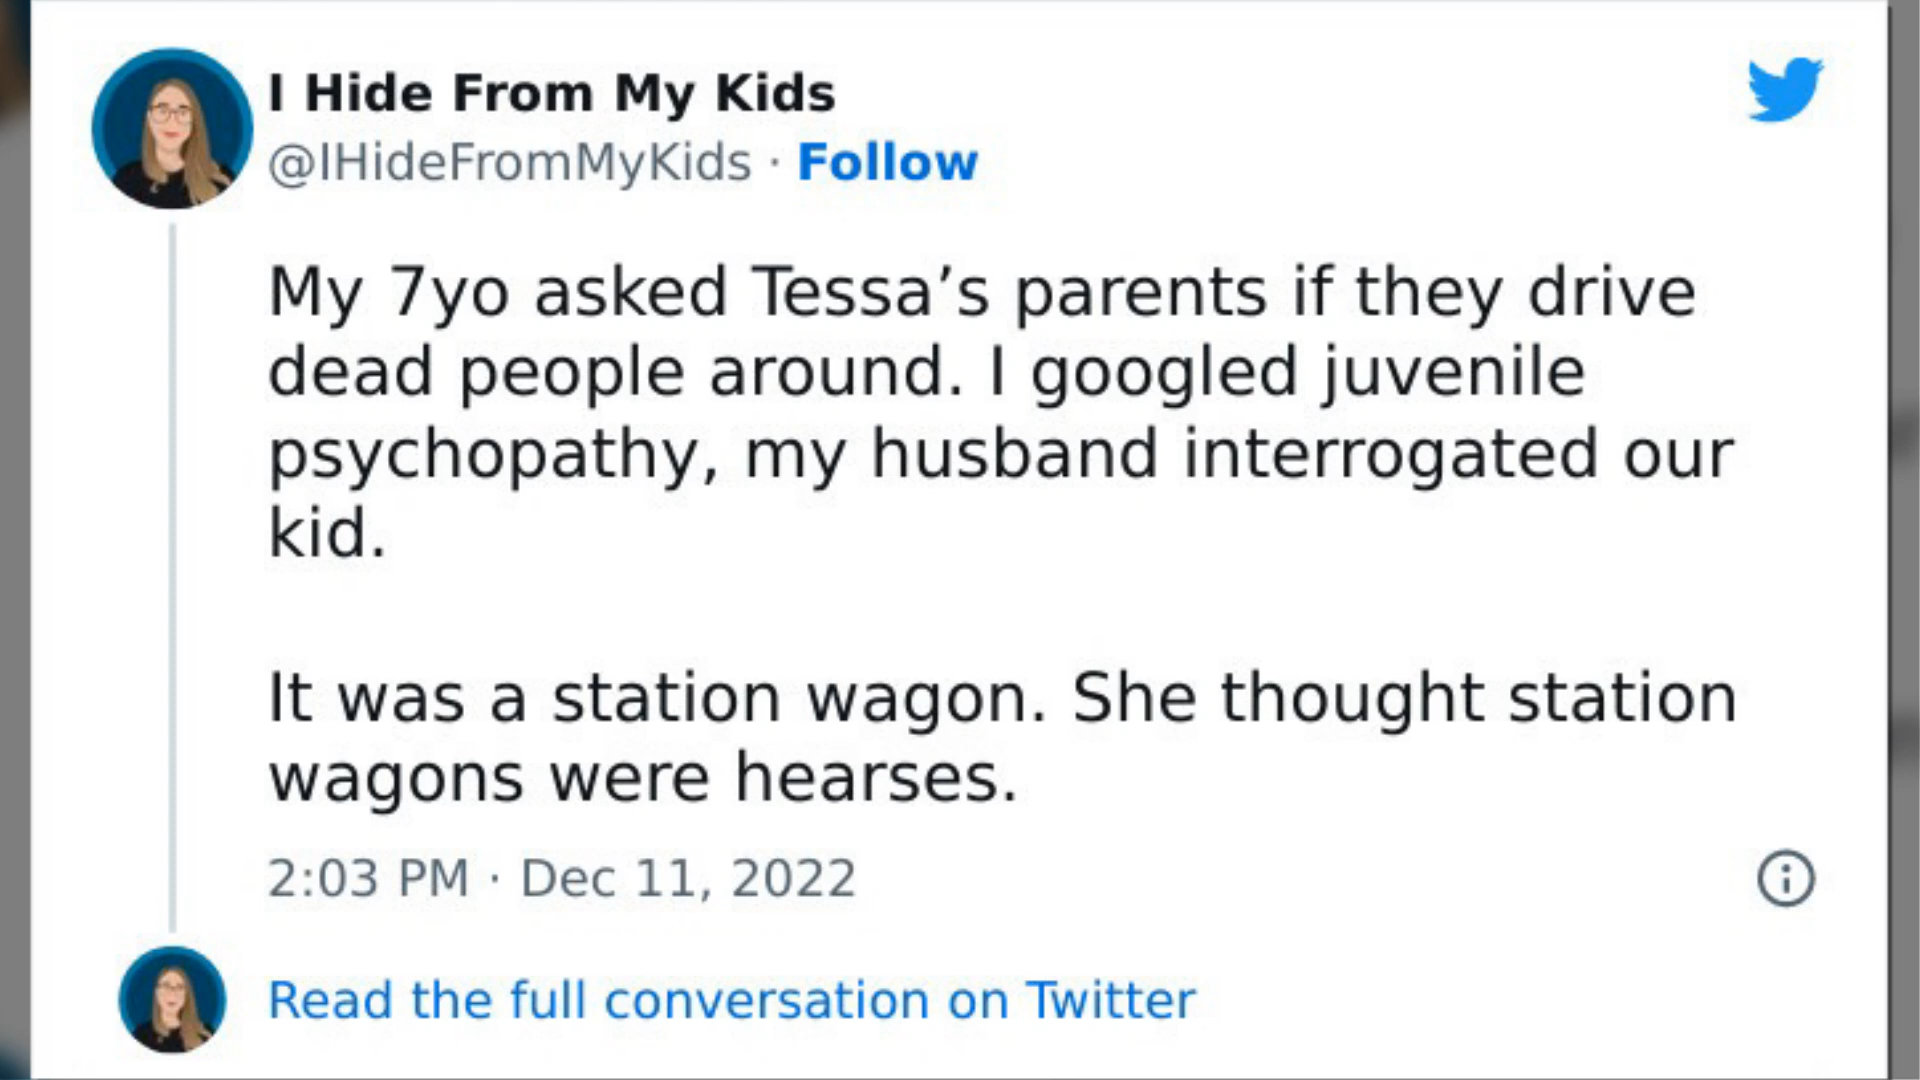 I Hide From My Kids
@IHideFromMyKids · Follow
My 7yo asked Tessa’s parents if they drive
dead people around. I googled juvenile
psychopathy, my husband interrogated our
kid.
It was a station wagon. She thought station
wagons were hearses.
2:03 PM · Dec 11, 2022
Read the full conversation on Twitter